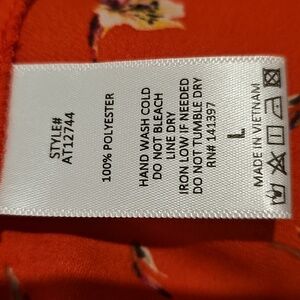 STYLE#
AT12744
100% POLYESTER
HAND WASH COLD
DO NOT BLEACH
LINE DRY
IRON LOW IF NEEDED
DO NOT TUMBLE DRY
RN# 141397
L
MADE IN VIETNAM